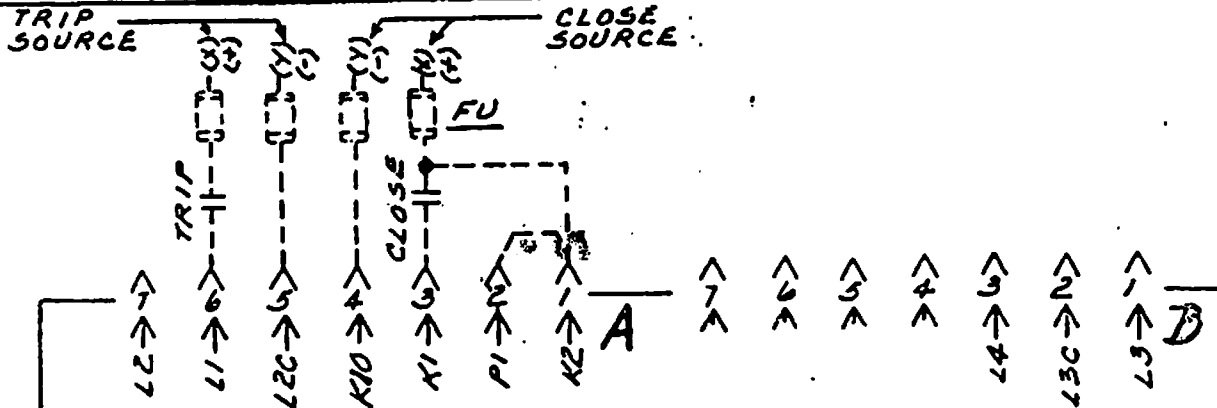 TRIP
SOURCE
CLOSE
SOURCE
(X)
(+)
(Y)
(-)
(Y)
(-)
(X)
(+)
FU
TRIP
CLOSE
7 6 5 4 3 2 1 A 7 6 5 4 3 2 1 B
L2 L1 L2C K10 K1 P1 K2 L4 L3C L3